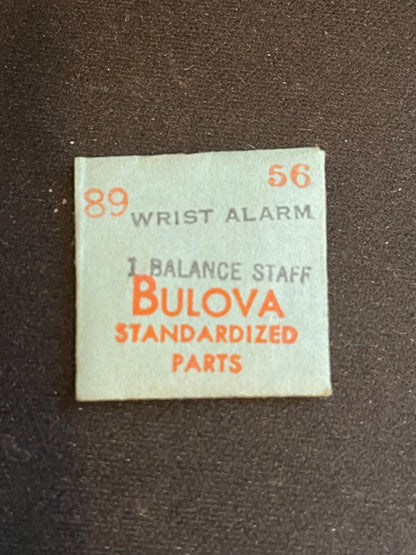 56
89 WRIST ALARM
1 BALANCE STAFF
BULOVA
STANDARDIZED
PARTS